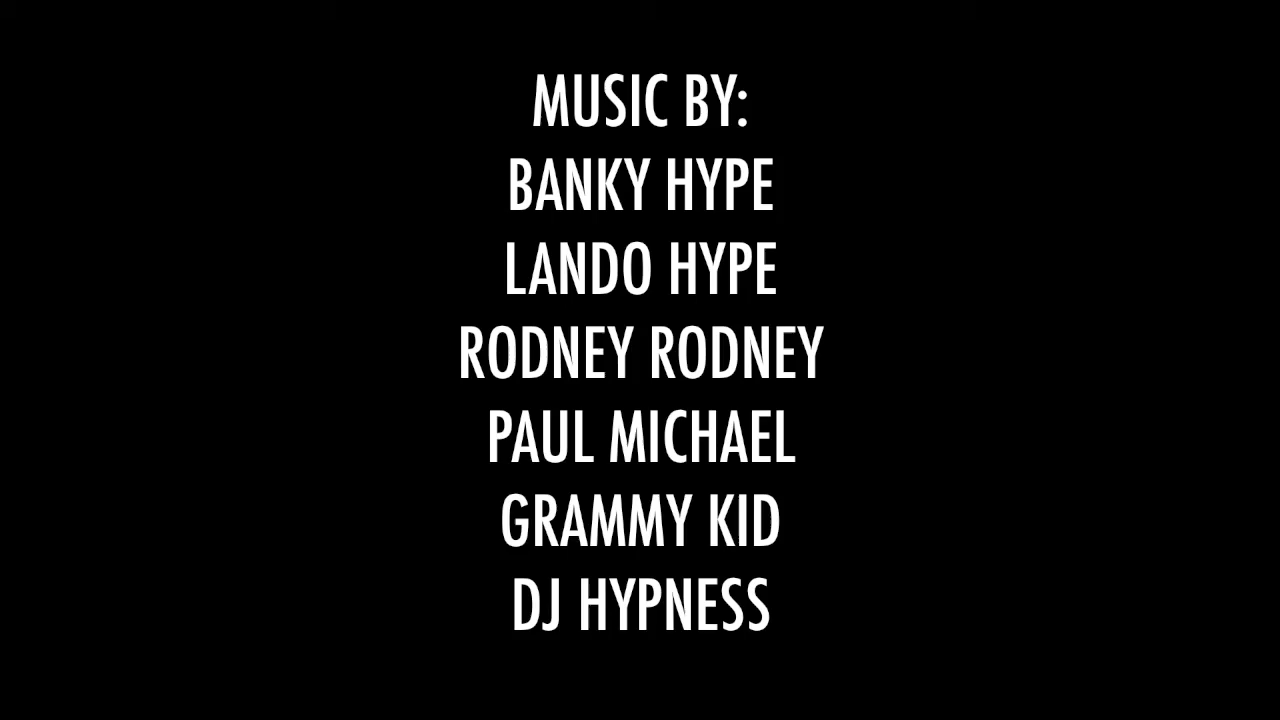 MUSIC BY:
BANKY HYPE
LANDO HYPE
RODNEY RODNEY
PAUL MICHAEL
GRAMMY KID
DJ HYPNESS